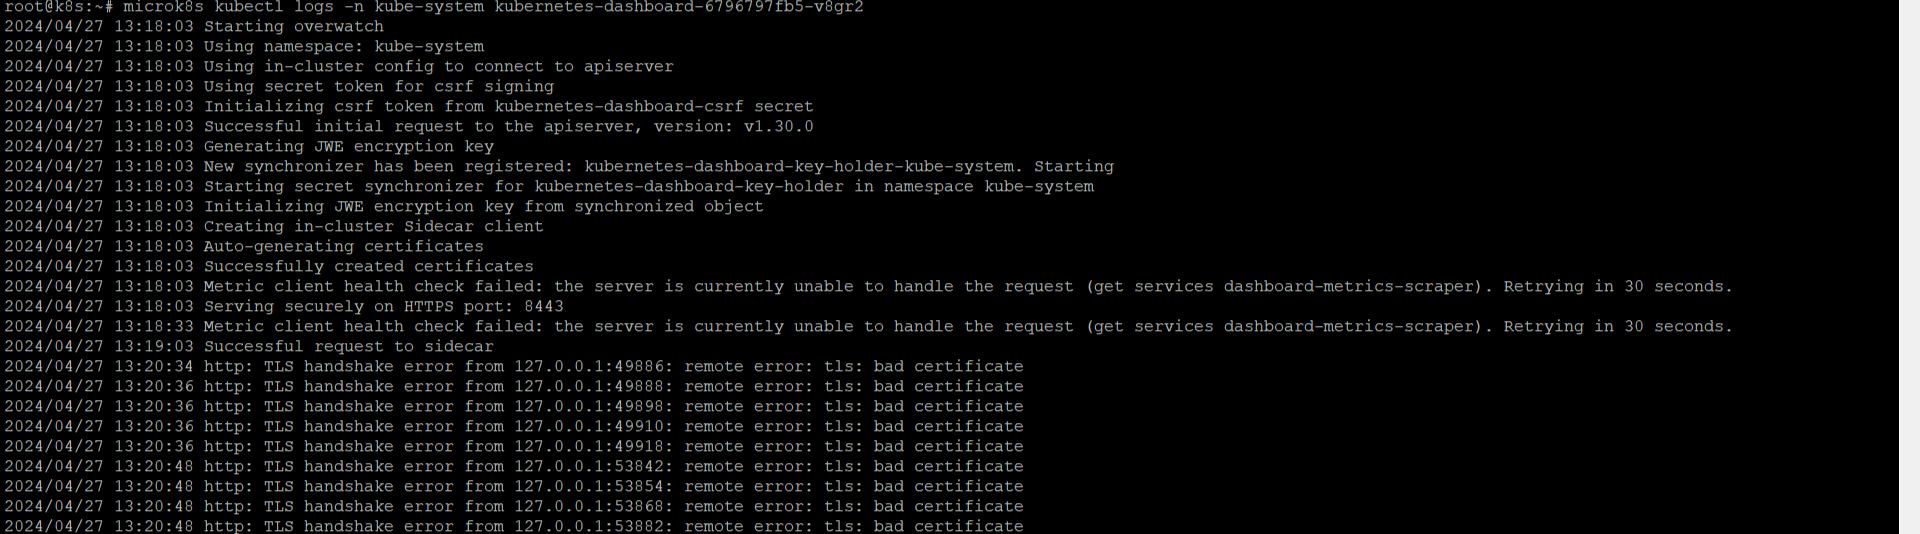 root@k8s:~# microk8s kubectl logs -n kube-system kubernetes-dashboard-6796797fb5-v8gr2
2024/04/27 13:18:03 Starting overwatch
2024/04/27 13:18:03 Using namespace: kube-system
2024/04/27 13:18:03 Using in-cluster config to connect to apiserver
2024/04/27 13:18:03 Using secret token for csrf signing
2024/04/27 13:18:03 Initializing csrf token from kubernetes-dashboard-csrf secret
2024/04/27 13:18:03 Successful initial request to the apiserver, version: v1.30.0
2024/04/27 13:18:03 Generating JWE encryption key
2024/04/27 13:18:03 New synchronizer has been registered: kubernetes-dashboard-key-holder-kube-system. Starting
2024/04/27 13:18:03 Starting secret synchronizer for kubernetes-dashboard-key-holder in namespace kube-system
2024/04/27 13:18:03 Initializing JWE encryption key from synchronized object
2024/04/27 13:18:03 Creating in-cluster Sidecar client
2024/04/27 13:18:03 Auto-generating certificates
2024/04/27 13:18:03 Successfully created certificates
2024/04/27 13:18:03 Metric client health check failed: the server is currently unable to handle the request (get services dashboard-metrics-scraper). Retrying in 30 seconds.
2024/04/27 13:18:03 Serving securely on HTTPS port: 8443
2024/04/27 13:18:33 Metric client health check failed: the server is currently unable to handle the request (get services dashboard-metrics-scraper). Retrying in 30 seconds.
2024/04/27 13:19:03 Successful request to sidecar
2024/04/27 13:20:34 http: TLS handshake error from 127.0.0.1:49886: remote error: tls: bad certificate
2024/04/27 13:20:36 http: TLS handshake error from 127.0.0.1:49888: remote error: tls: bad certificate
2024/04/27 13:20:36 http: TLS handshake error from 127.0.0.1:49898: remote error: tls: bad certificate
2024/04/27 13:20:36 http: TLS handshake error from 127.0.0.1:49910: remote error: tls: bad certificate
2024/04/27 13:20:36 http: TLS handshake error from 127.0.0.1:49918: remote error: tls: bad certificate
2024/04/27 13:20:48 http: TLS handshake error from 127.0.0.1:53842: remote error: tls: bad certificate
2024/04/27 13:20:48 http: TLS handshake error from 127.0.0.1:53854: remote error: tls: bad certificate
2024/04/27 13:20:48 http: TLS handshake error from 127.0.0.1:53868: remote error: tls: bad certificate
2024/04/27 13:20:48 http: TLS handshake error from 127.0.0.1:53882: remote error: tls: bad certificate